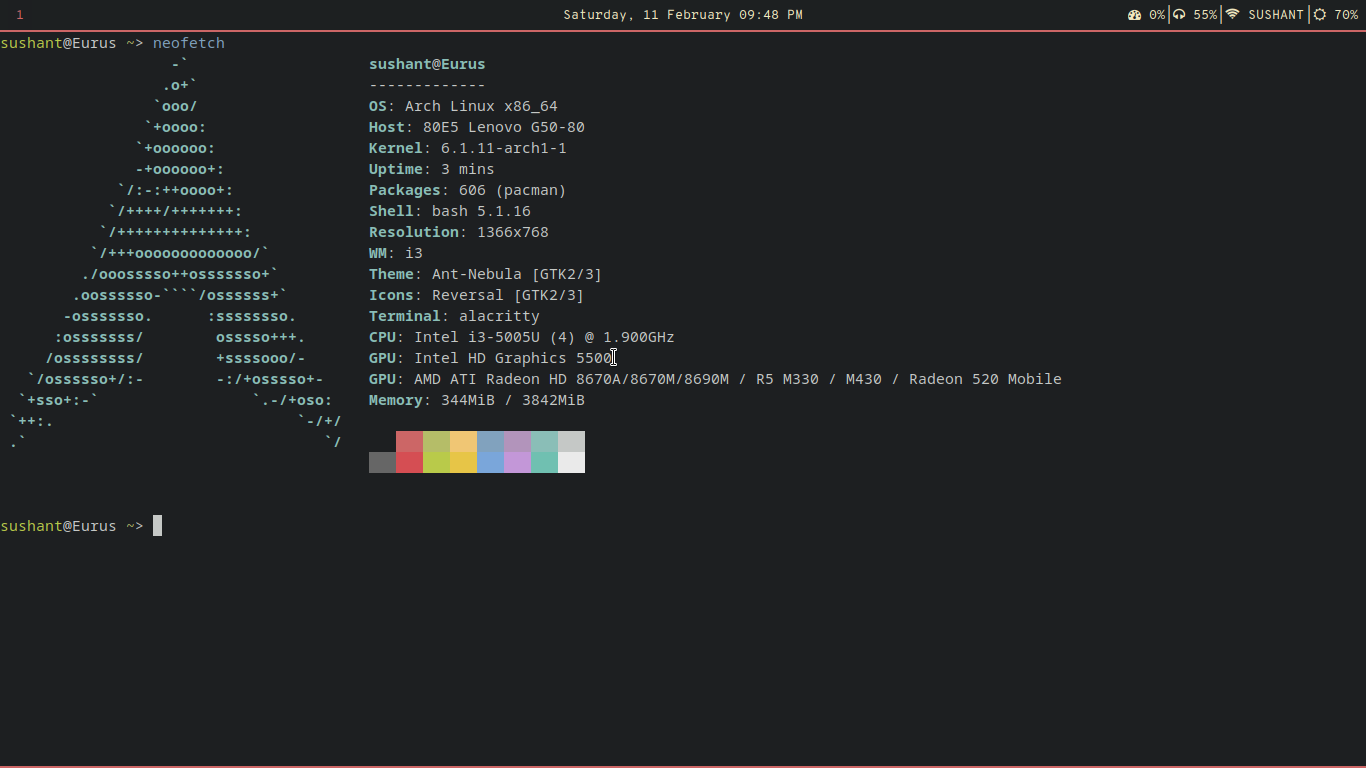 1 Saturday, 11 February 09:48 PM 0% 55% SUSHANT 70%
sushant@Eurus ~> neofetch
                   -`                    sushant@Eurus
                  .o+`                   -------------
                 `ooo/                   OS: Arch Linux x86_64
                `+oooo:                  Host: 80E5 Lenovo G50-80
               `+oooooo:                 Kernel: 6.1.11-arch1-1
               -+oooooo+:                Uptime: 3 mins
             `/:-:++oooo+:               Packages: 606 (pacman)
            `/++++/+++++++:              Shell: bash 5.1.16
           `/++++++++++++++:             Resolution: 1366x768
          `/+++ooooooooooooo/`           WM: i3
         ./ooosssso++osssssso+`          Theme: Ant-Nebula [GTK2/3]
        .oossssso-````/ossssss+`         Icons: Reversal [GTK2/3]
       -osssssso.      :ssssssso.        Terminal: alacritty
      :osssssss/        osssso+++.       CPU: Intel i3-5005U (4) @ 1.900GHz
     /ossssssss/        +ssssooo/-       GPU: Intel HD Graphics 5500
   `/ossssso+/:-        -:/+osssso+-     GPU: AMD ATI Radeon HD 8670A/8670M/8690M / R5 M330 / M430 / Radeon 520 Mobile
  `+sso+:-`                 `.-/+oso:    Memory: 344MiB / 3842MiB
 `++:.                           `-/+/
 .`                                 `/
sushant@Eurus ~>